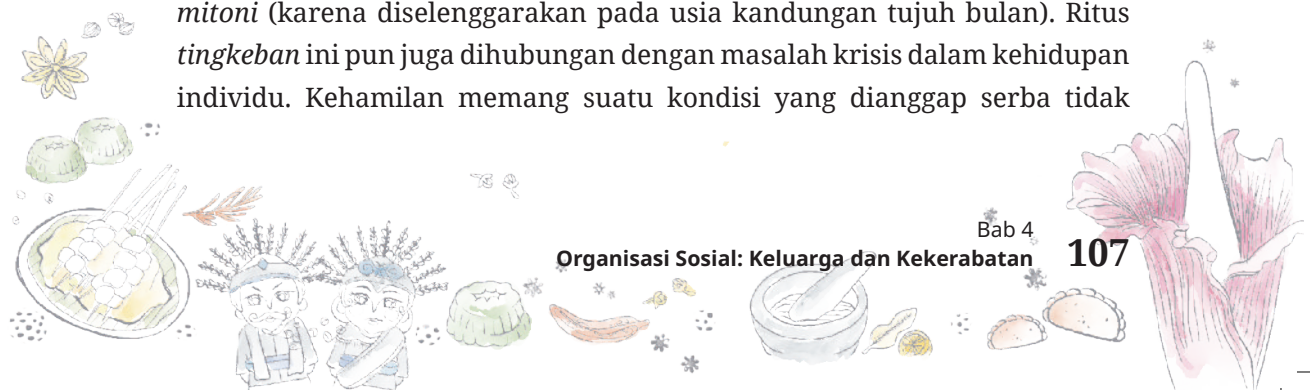 mitoni (karena diselenggarakan pada usia kandungan tujuh bulan). Ritus
tingkeban ini pun juga dihubungan dengan masalah krisis dalam kehidupan
individu. Kehamilan memang suatu kondisi yang dianggap serba tidak
Bab 4
Organisasi Sosial: Keluarga dan Kekerabatan
107